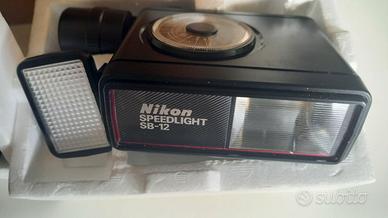 Nikon
SPEEDLIGHT
SB-12
subito